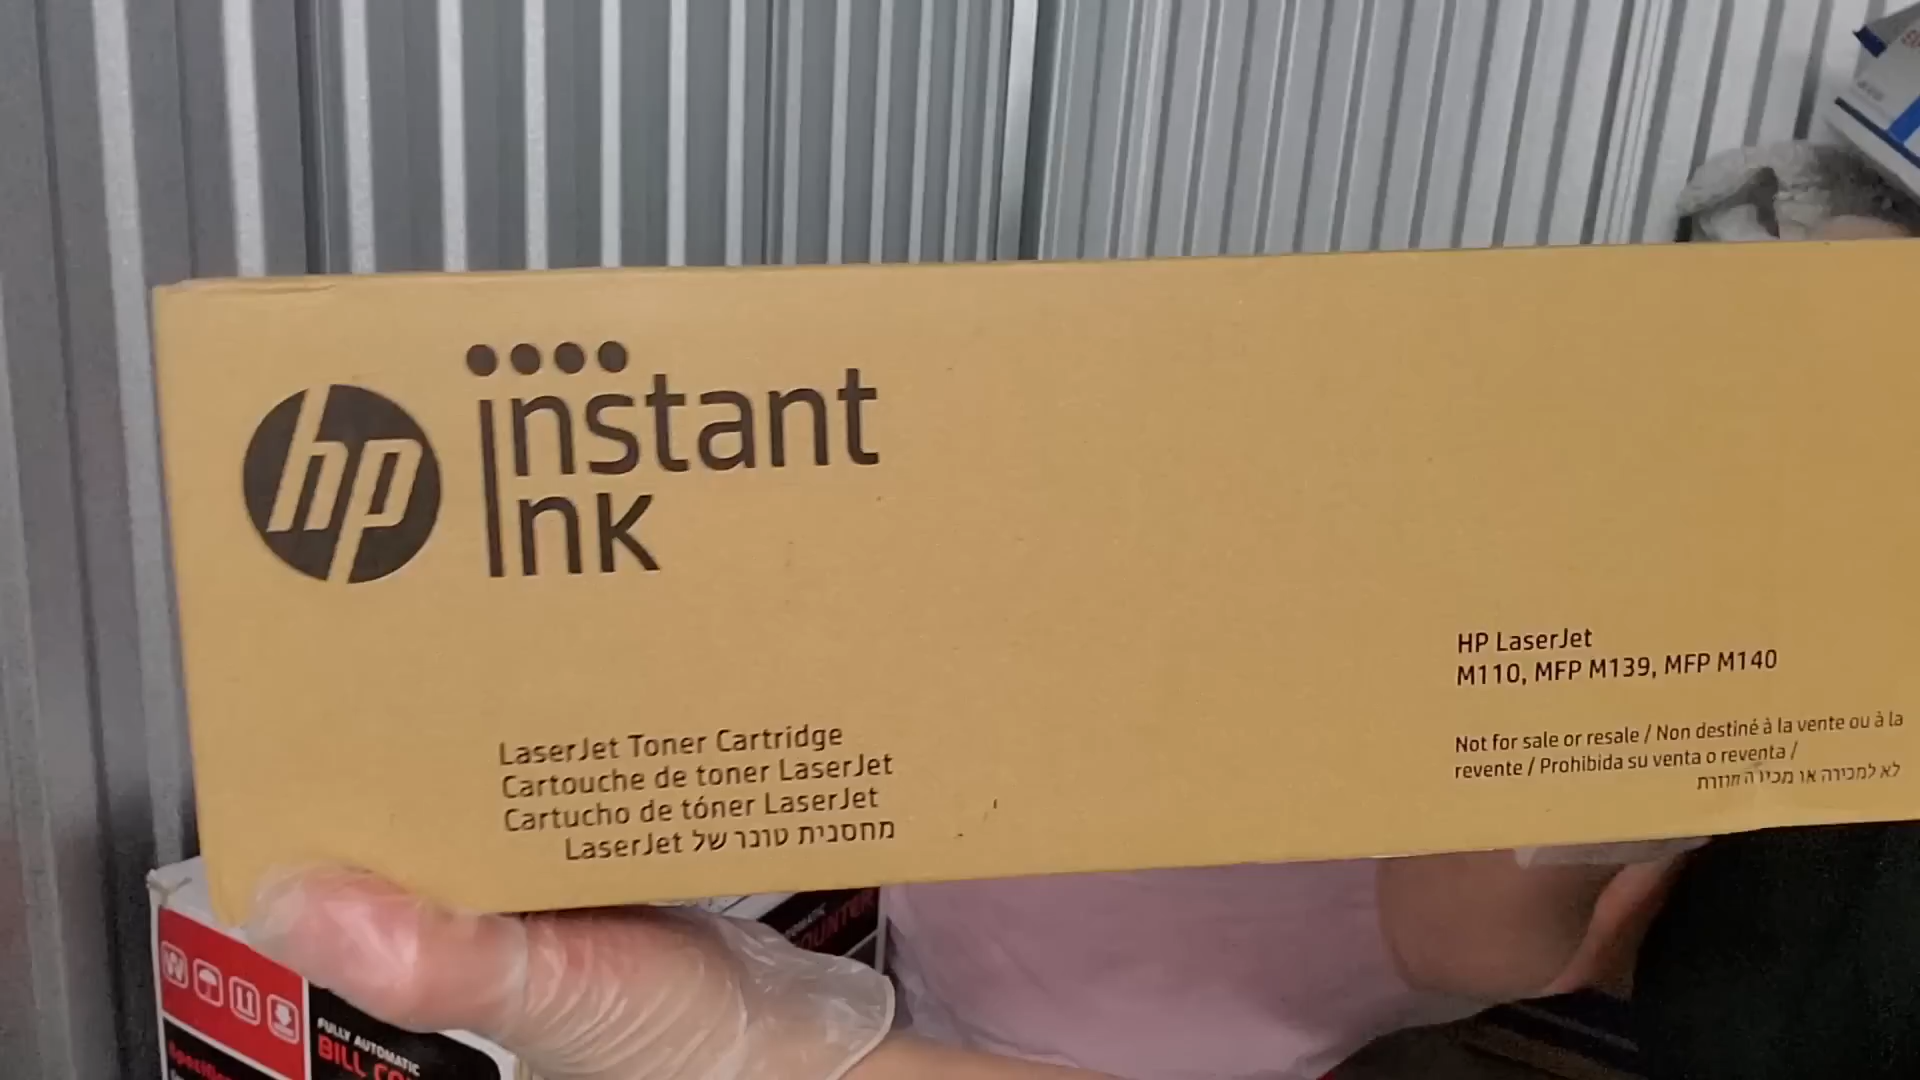 hp
instant
Ink
HP LaserJet
M110, MFP M139, MFP M140
LaserJet Toner Cartridge
Cartouche de toner LaserJet
Cartucho de tóner LaserJet
מחסנית טונר של LaserJet
Not for sale or resale / Non destiné à la vente ou à la
revente / Prohibida su venta o reventa /
לא למכירה או מכירה חוזרת
FULLY AUTOMATIC
BILL